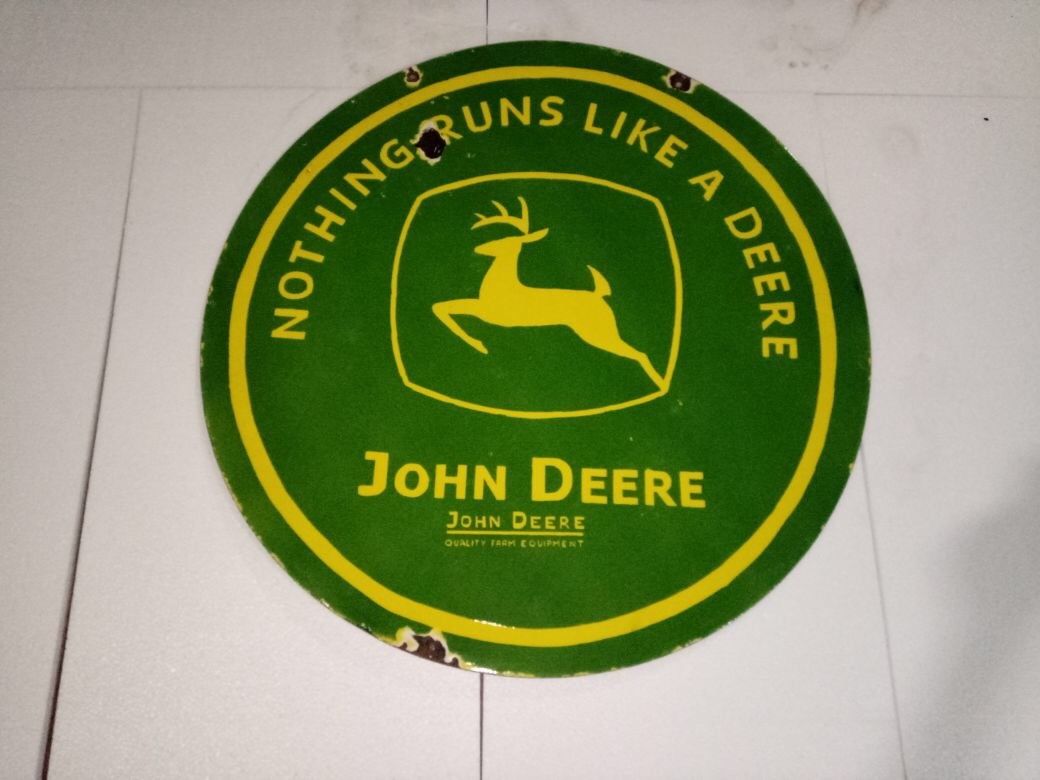 NOTHING RUNS LIKE A DEERE
JOHN DEERE
JOHN DEERE
QUALITY FARM EQUIPMENT